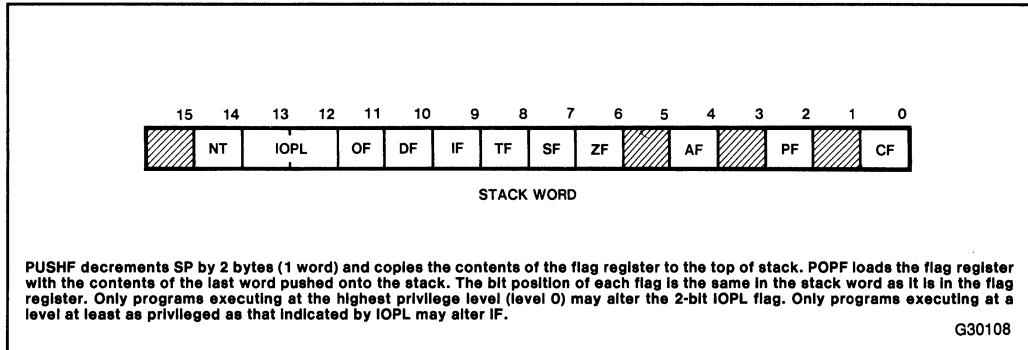 15 14 13 12 11 10 9 8 7 6 5 4 3 2 1 0
NT IOPL OF DF IF TF SF ZF AF PF CF
STACK WORD
PUSHF decrements SP by 2 bytes (1 word) and copies the contents of the flag register to the top of stack. POPF loads the flag register
with the contents of the last word pushed onto the stack. The bit position of each flag is the same in the stack word as it is in the flag
register. Only programs executing at the highest privilege level (level 0) may alter the 2-bit IOPL flag. Only programs executing at a
level at least as privileged as that indicated by IOPL may alter IF.
G30108